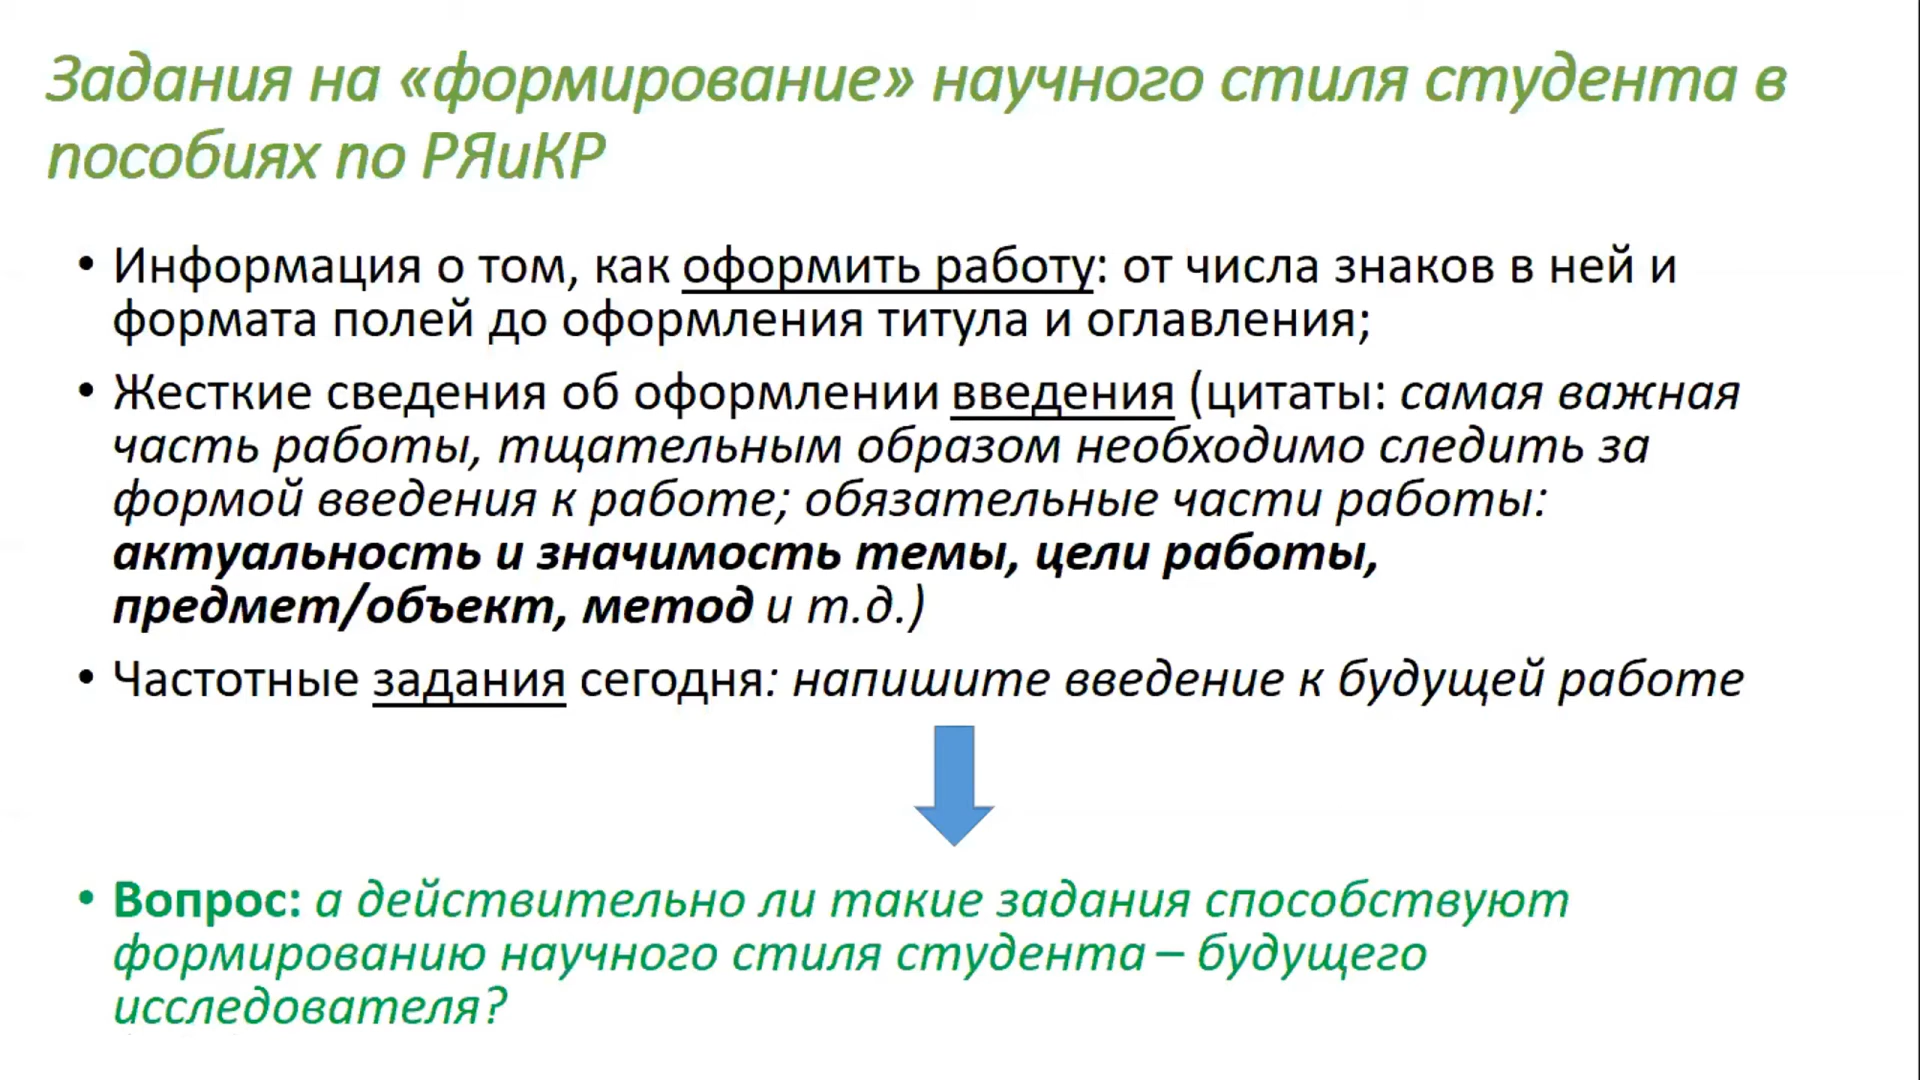 Задания на «формирование» научного стиля студента в
пособиях по РЯиКР
• Информация о том, как оформить работу: от числа знаков в ней и
формата полей до оформления титула и оглавления;
• Жесткие сведения об оформлении введения (цитаты: самая важная
часть работы, тщательным образом необходимо следить за
формой введения к работе; обязательные части работы:
актуальность и значимость темы, цели работы,
предмет/объект, метод и т.д.)
• Частотные задания сегодня: напишите введение к будущей работе
• Вопрос: а действительно ли такие задания способствуют
формированию научного стиля студента – будущего
исследователя?